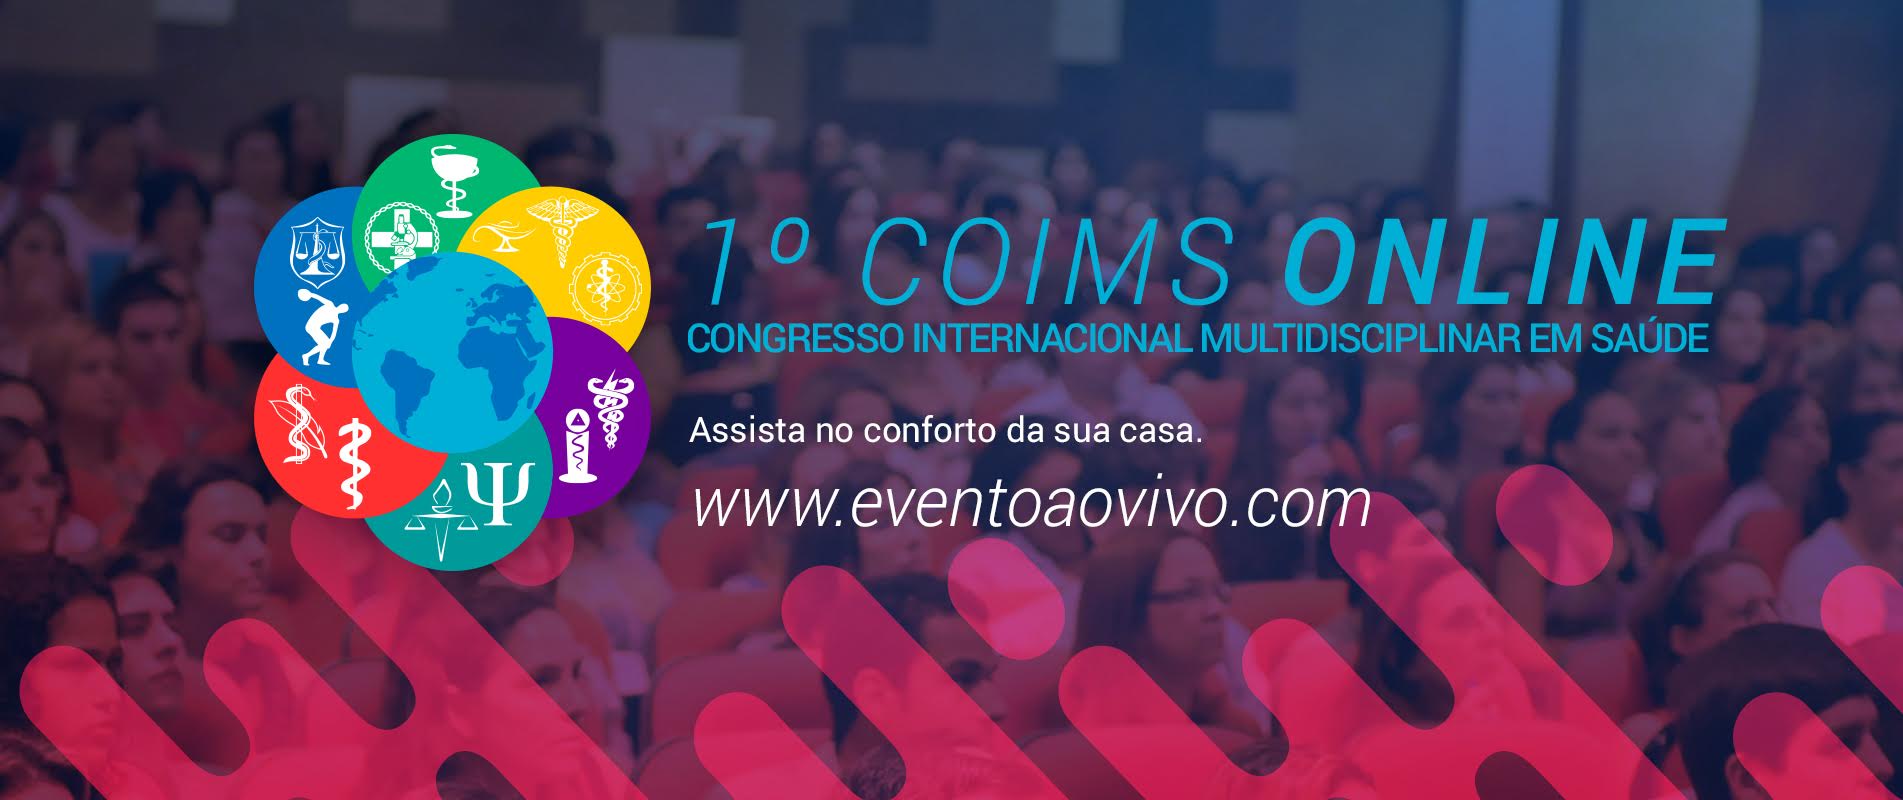 1º COIMS ONLINE
CONGRESSO INTERNACIONAL MULTIDISCIPLINAR EM SAÚDE
Assista no conforto da sua casa.
www.eventoaovivo.com
Ψ